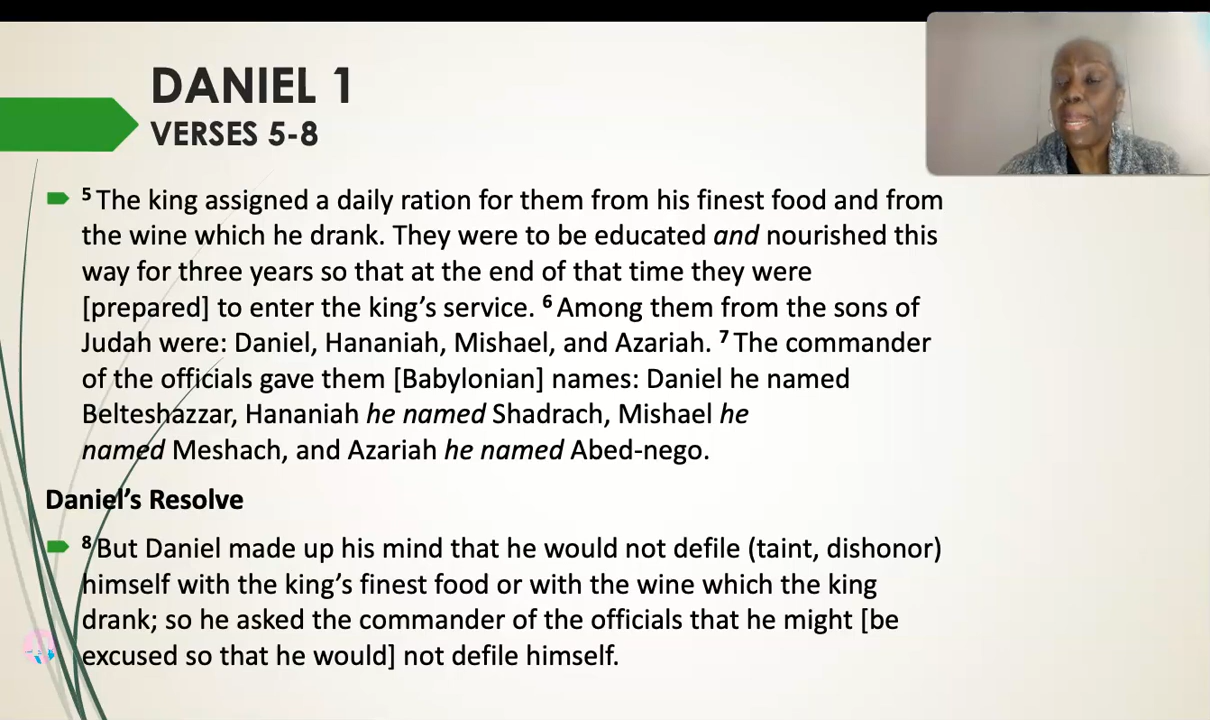 DANIEL 1
VERSES 5-8
5 The king assigned a daily ration for them from his finest food and from
the wine which he drank. They were to be educated and nourished this
way for three years so that at the end of that time they were
[prepared] to enter the king’s service. 6 Among them from the sons of
Judah were: Daniel, Hananiah, Mishael, and Azariah. 7 The commander
of the officials gave them [Babylonian] names: Daniel he named
Belteshazzar, Hananiah he named Shadrach, Mishael he
named Meshach, and Azariah he named Abed-nego.
Daniel’s Resolve
8 But Daniel made up his mind that he would not defile (taint, dishonor)
himself with the king’s finest food or with the wine which the king
drank; so he asked the commander of the officials that he might [be
excused so that he would] not defile himself.